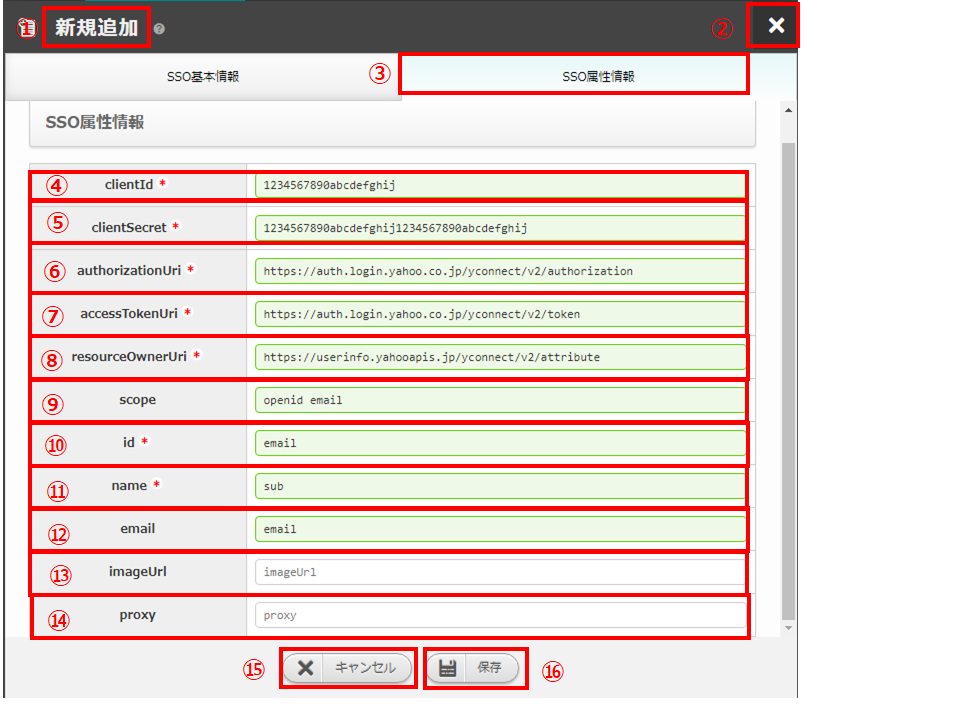 ① 新規追加 ? ② ×
SSO基本情報 ③ SSO属性情報
SSO属性情報
④ clientId * 1234567890abcdefghij
⑤ clientSecret * 1234567890abcdefghij1234567890abcdefghij
⑥ authorizationUri * https://auth.login.yahoo.co.jp/yconnect/v2/authorization
⑦ accessTokenUri * https://auth.login.yahoo.co.jp/yconnect/v2/token
⑧ resourceOwnerUri * https://userinfo.yahooapis.jp/yconnect/v2/attribute
⑨ scope openid email
⑩ id * email
⑪ name * sub
⑫ email email
⑬ imageUrl imageUrl
⑭ proxy proxy
⑮ キャンセル 保存 ⑯